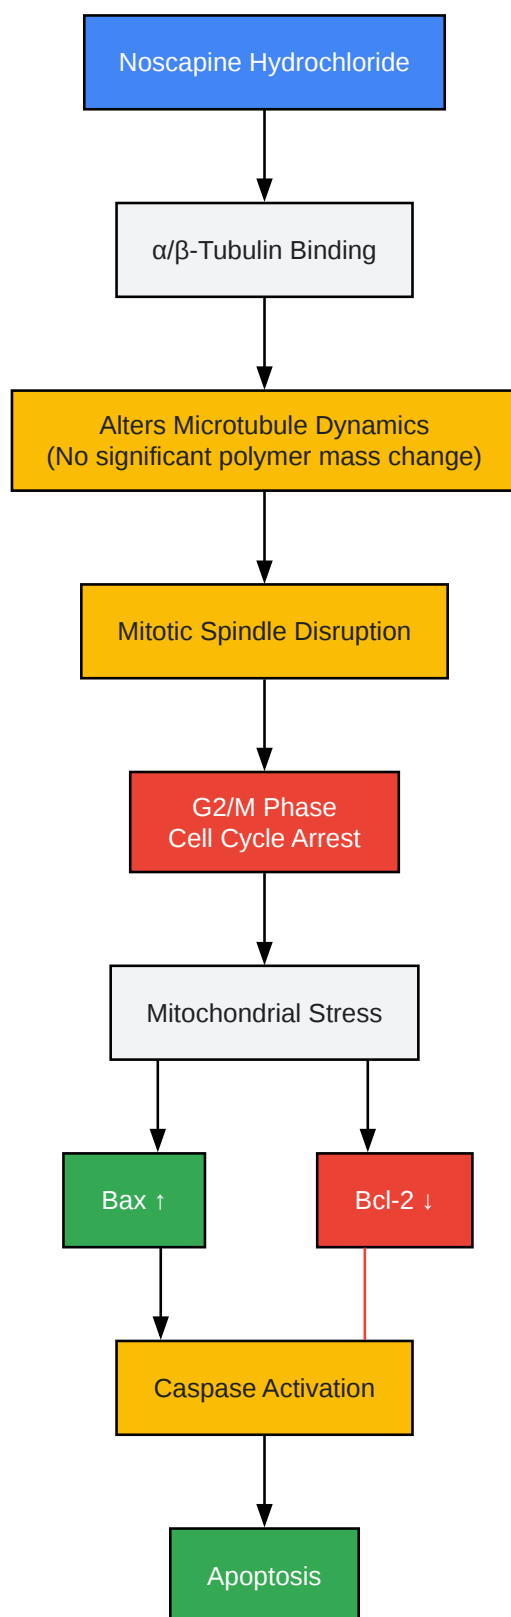 Noscapine Hydrochloride
α/β-Tubulin Binding
Alters Microtubule Dynamics
(No significant polymer mass change)
Mitotic Spindle Disruption
G2/M Phase
Cell Cycle Arrest
Mitochondrial Stress
Bax ↑
Bcl-2 ↓
Caspase Activation
Apoptosis